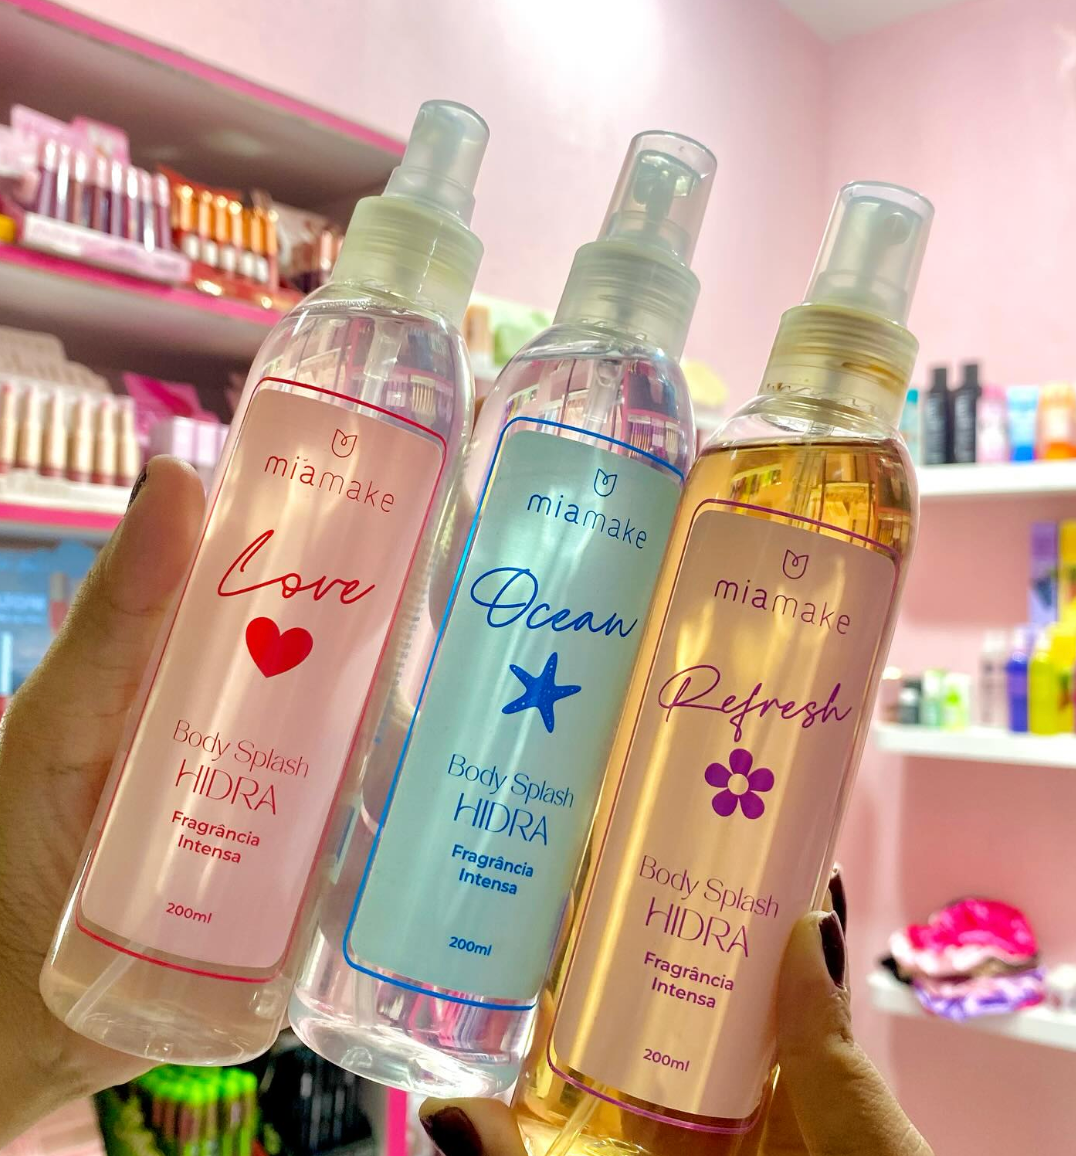 miamake
Love
Body Splash
HIDRA
Fragrância
Intensa
200ml
miamake
Ocean
Body Splash
HIDRA
Fragrância
Intensa
200ml
miamake
Refresh
Body Splash
HIDRA
Fragrância
Intensa
200ml